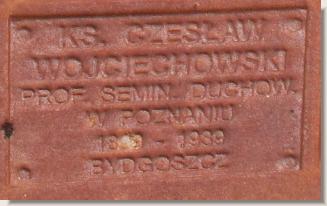 KS. CZESŁAW
WOJCIECHOWSKI
PROF. SEMIN. DUCHOW.
W POZNANIU
- 1939
BYDGOSZCZ